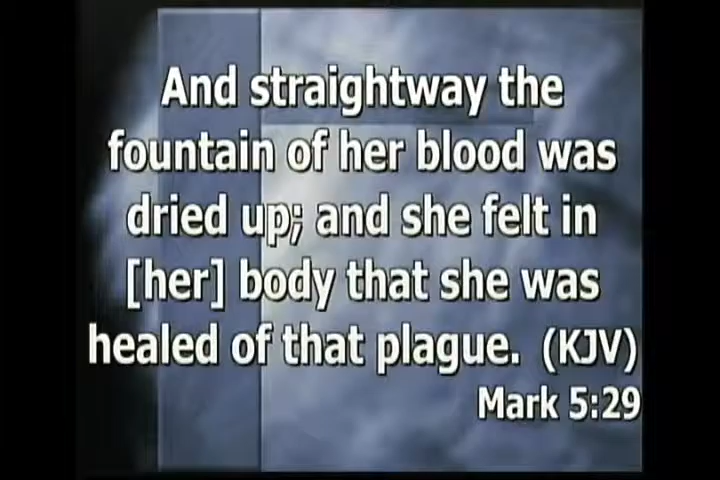 And straightway the
fountain of her blood was
dried up; and she felt in
[her] body that she was
healed of that plague. (KJV)
Mark 5:29